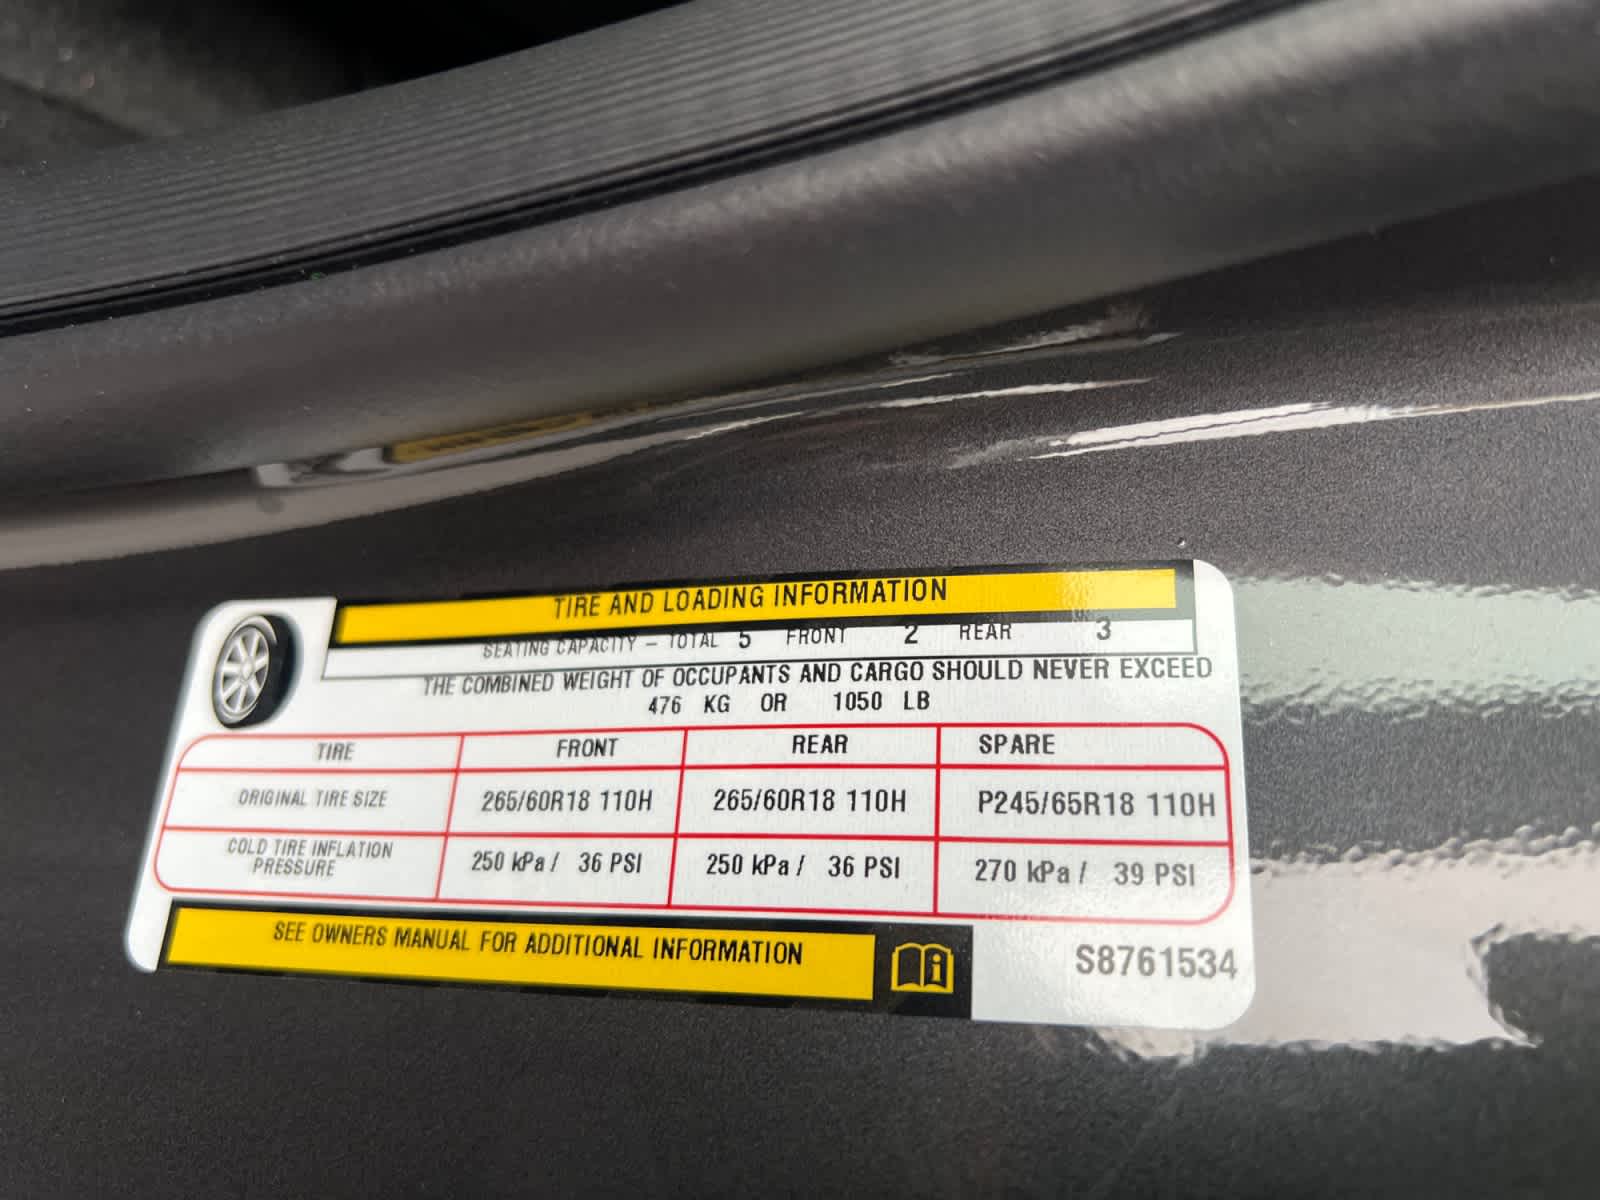 TIRE AND LOADING INFORMATION
SEATING CAPACITY – TOTAL 5 FRONT 2 REAR 3
THE COMBINED WEIGHT OF OCCUPANTS AND CARGO SHOULD NEVER EXCEED
476 KG OR 1050 LB
TIRE FRONT REAR SPARE
ORIGINAL TIRE SIZE 265/60R18 110H 265/60R18 110H P245/65R18 110H
COLD TIRE INFLATION
PRESSURE 250 kPa / 36 PSI 250 kPa / 36 PSI 270 kPa / 39 PSI
SEE OWNERS MANUAL FOR ADDITIONAL INFORMATION
S8761534